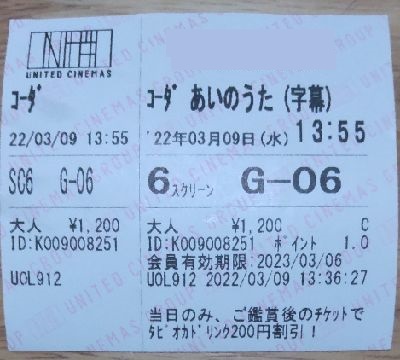 UNITED CINEMAS
コーダ
22/03/09 13:55
SC6 G-06
大人 ¥1,200
ID:K009008251
UOL912
コーダ あいのうた(字幕)
'22年03月09日(水) 13:55
6スクリーン G-06
大人 ¥1,200 0
ID:K009008251 ポイント 1.0
会員有効期限:2023/03/06
UOL912 2022/03/09 13:36:27
当日のみ、ご鑑賞後のチケットで
タピオカドリンク200円割引!